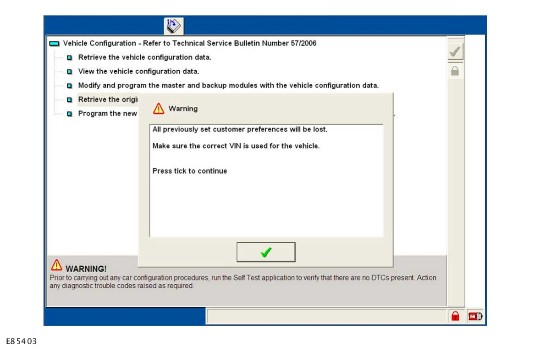 Vehicle Configuration - Refer to Technical Service Bulletin Number 57/2006
Retrieve the vehicle configuration data.
View the vehicle configuration data.
Modify and program the master and backup modules with the vehicle configuration data.
Retrieve the origi
Program the new
Warning
All previously set customer preferences will be lost.
Make sure the correct VIN is used for the vehicle.
Press tick to continue
WARNING!
Prior to carrying out any car configuration procedures, run the Self Test application to verify that there are no DTCs present. Action
any diagnostic trouble codes raised as required.
E85403